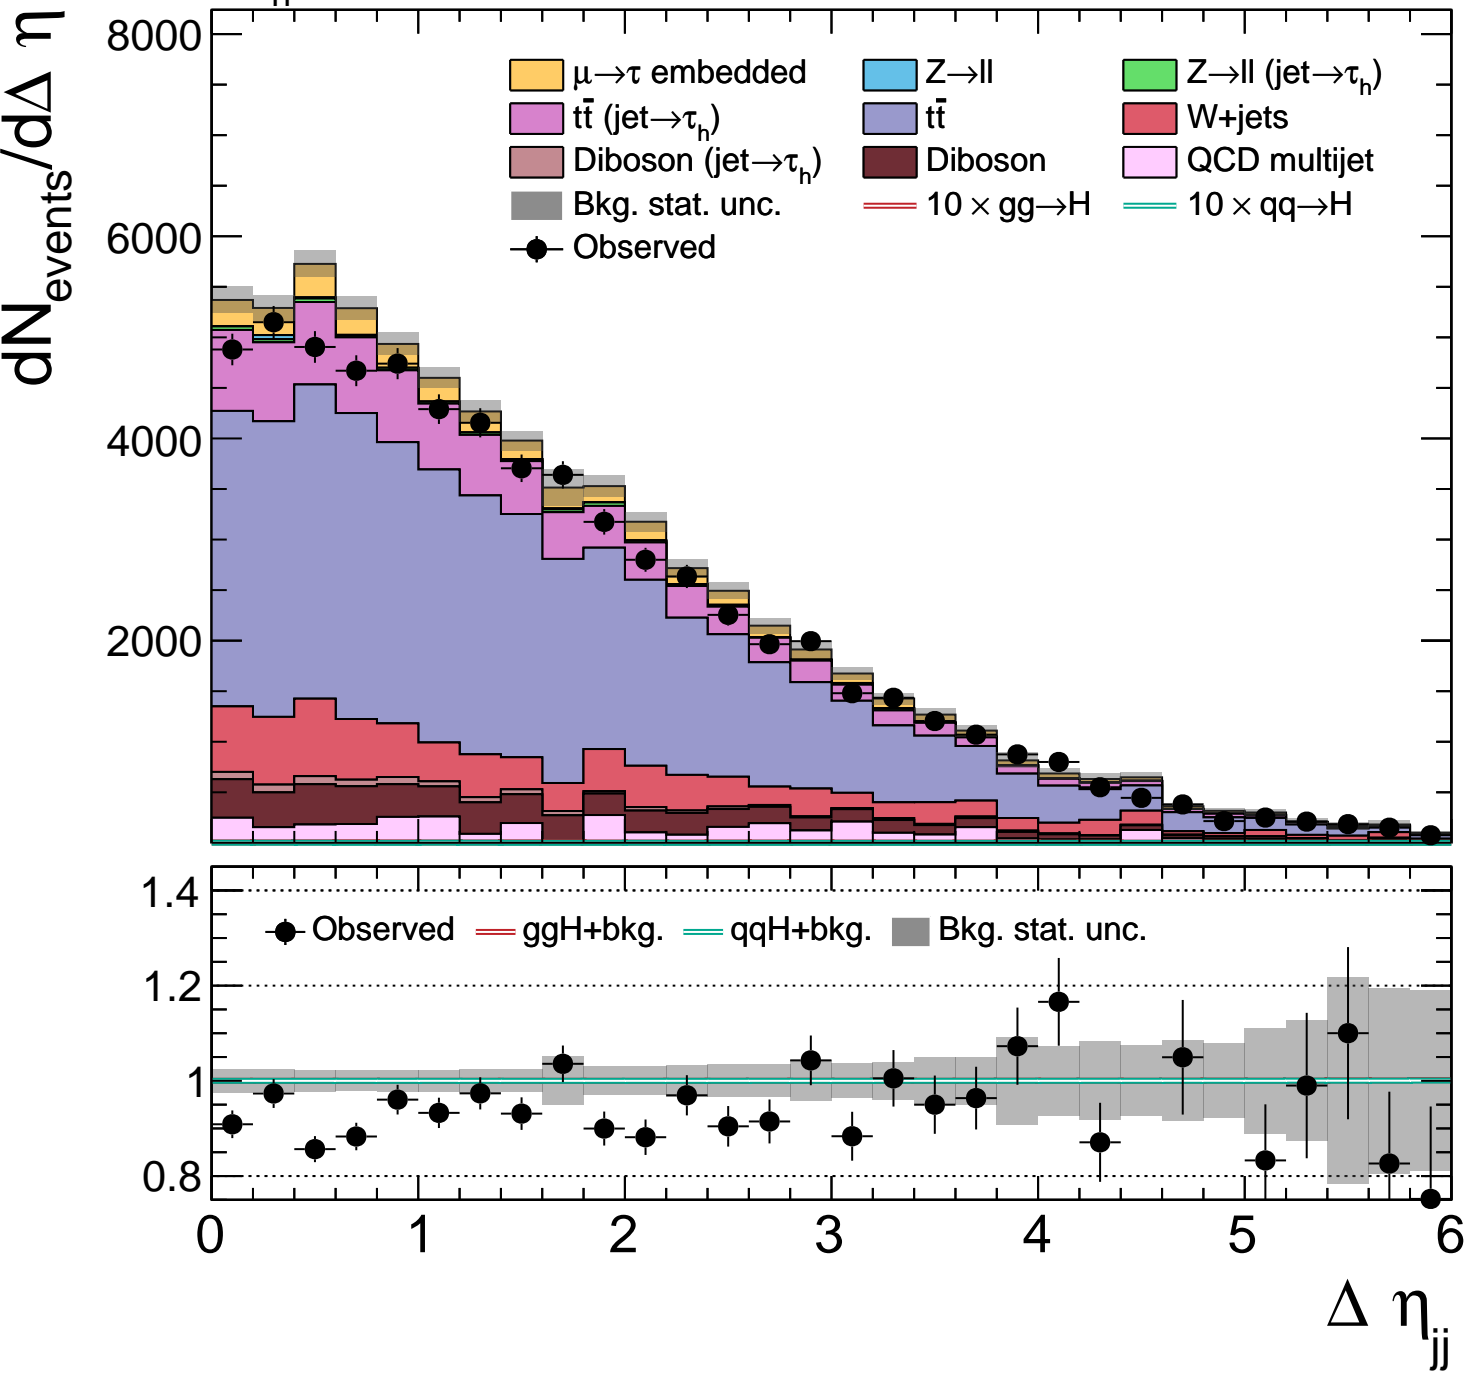 dN_events/dΔ η
8000
6000
4000
2000
μ→τ embedded
Z→ll
Z→ll (jet→τ_h)
tt̄ (jet→τ_h)
tt̄
W+jets
Diboson (jet→τ_h)
Diboson
QCD multijet
Bkg. stat. unc.
10 × gg→H
10 × qq→H
Observed
1.4
1.2
1
0.8
Observed
ggH+bkg.
qqH+bkg.
Bkg. stat. unc.
0 1 2 3 4 5 6
Δ η_jj